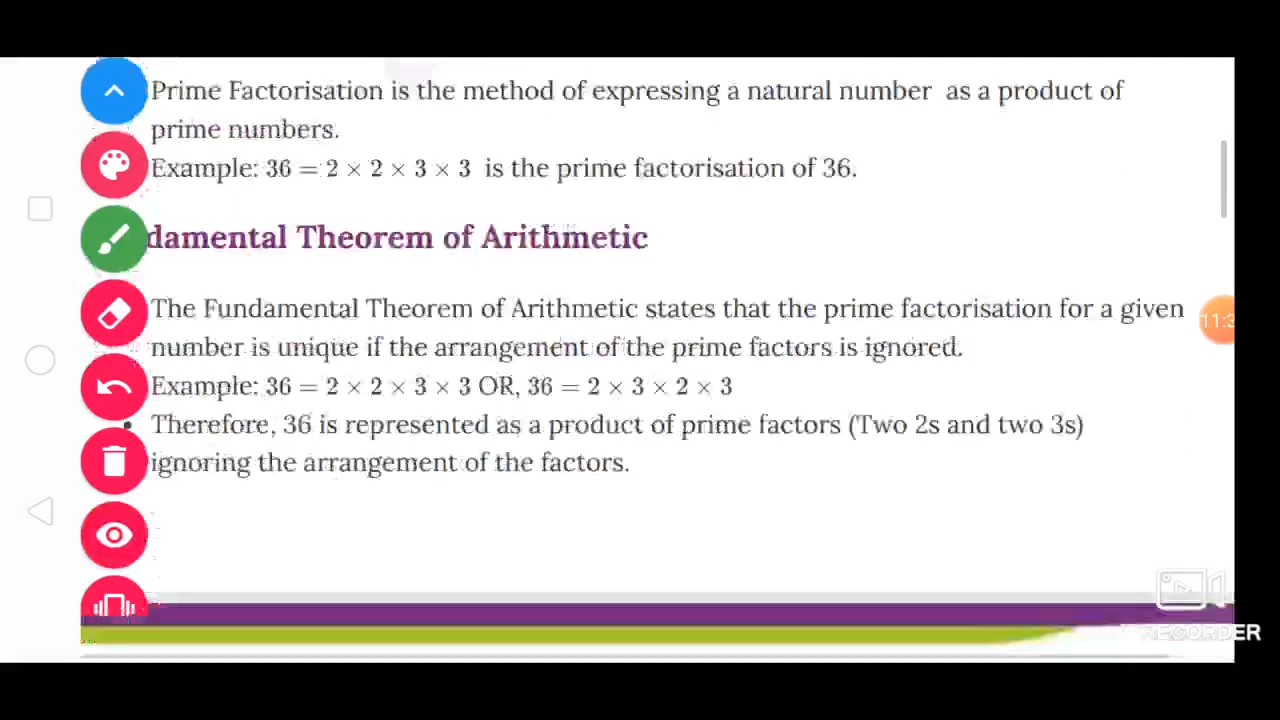 Prime Factorisation is the method of expressing a natural number as a product of
prime numbers.
Example: 36 = 2 × 2 × 3 × 3 is the prime factorisation of 36.
damental Theorem of Arithmetic
The Fundamental Theorem of Arithmetic states that the prime factorisation for a given
number is unique if the arrangement of the prime factors is ignored.
Example: 36 = 2 × 2 × 3 × 3 OR, 36 = 2 × 3 × 2 × 3
• Therefore, 36 is represented as a product of prime factors (Two 2s and two 3s)
ignoring the arrangement of the factors.
11:3
RECORDER